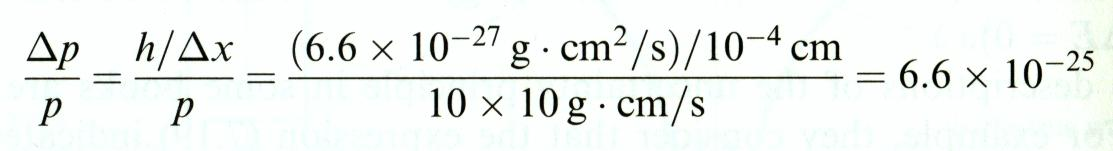 Δp/p = h/Δx/p = (6.6 × 10⁻²⁷ g · cm²/s)/10⁻⁴ cm / 10 × 10 g · cm/s = 6.6 × 10⁻²⁵